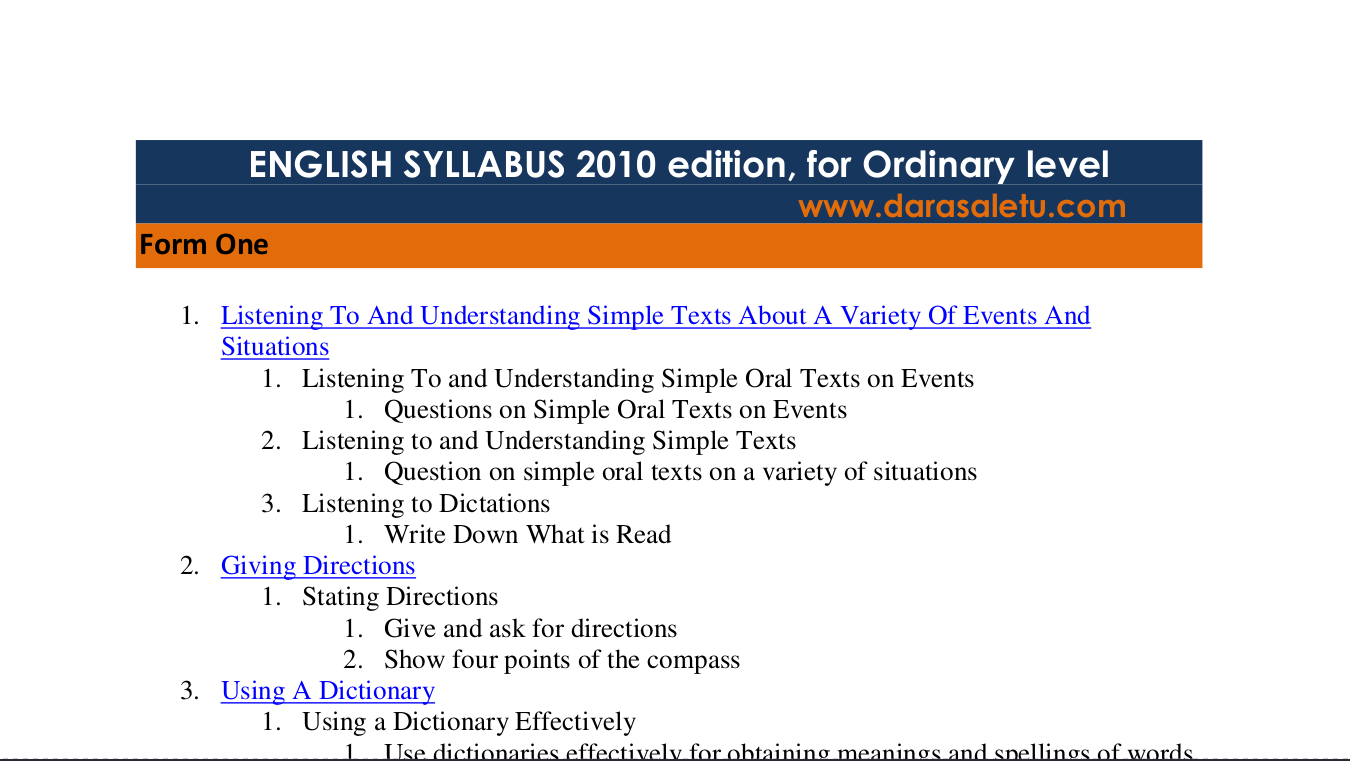 ENGLISH SYLLABUS 2010 edition, for Ordinary level
www.darasaletu.com
Form One
1. Listening To And Understanding Simple Texts About A Variety Of Events And
Situations
1. Listening To and Understanding Simple Oral Texts on Events
1. Questions on Simple Oral Texts on Events
2. Listening to and Understanding Simple Texts
1. Question on simple oral texts on a variety of situations
3. Listening to Dictations
1. Write Down What is Read
2. Giving Directions
1. Stating Directions
1. Give and ask for directions
2. Show four points of the compass
3. Using A Dictionary
1. Using a Dictionary Effectively
1. Use dictionaries effectively for obtaining meanings and spellings of words